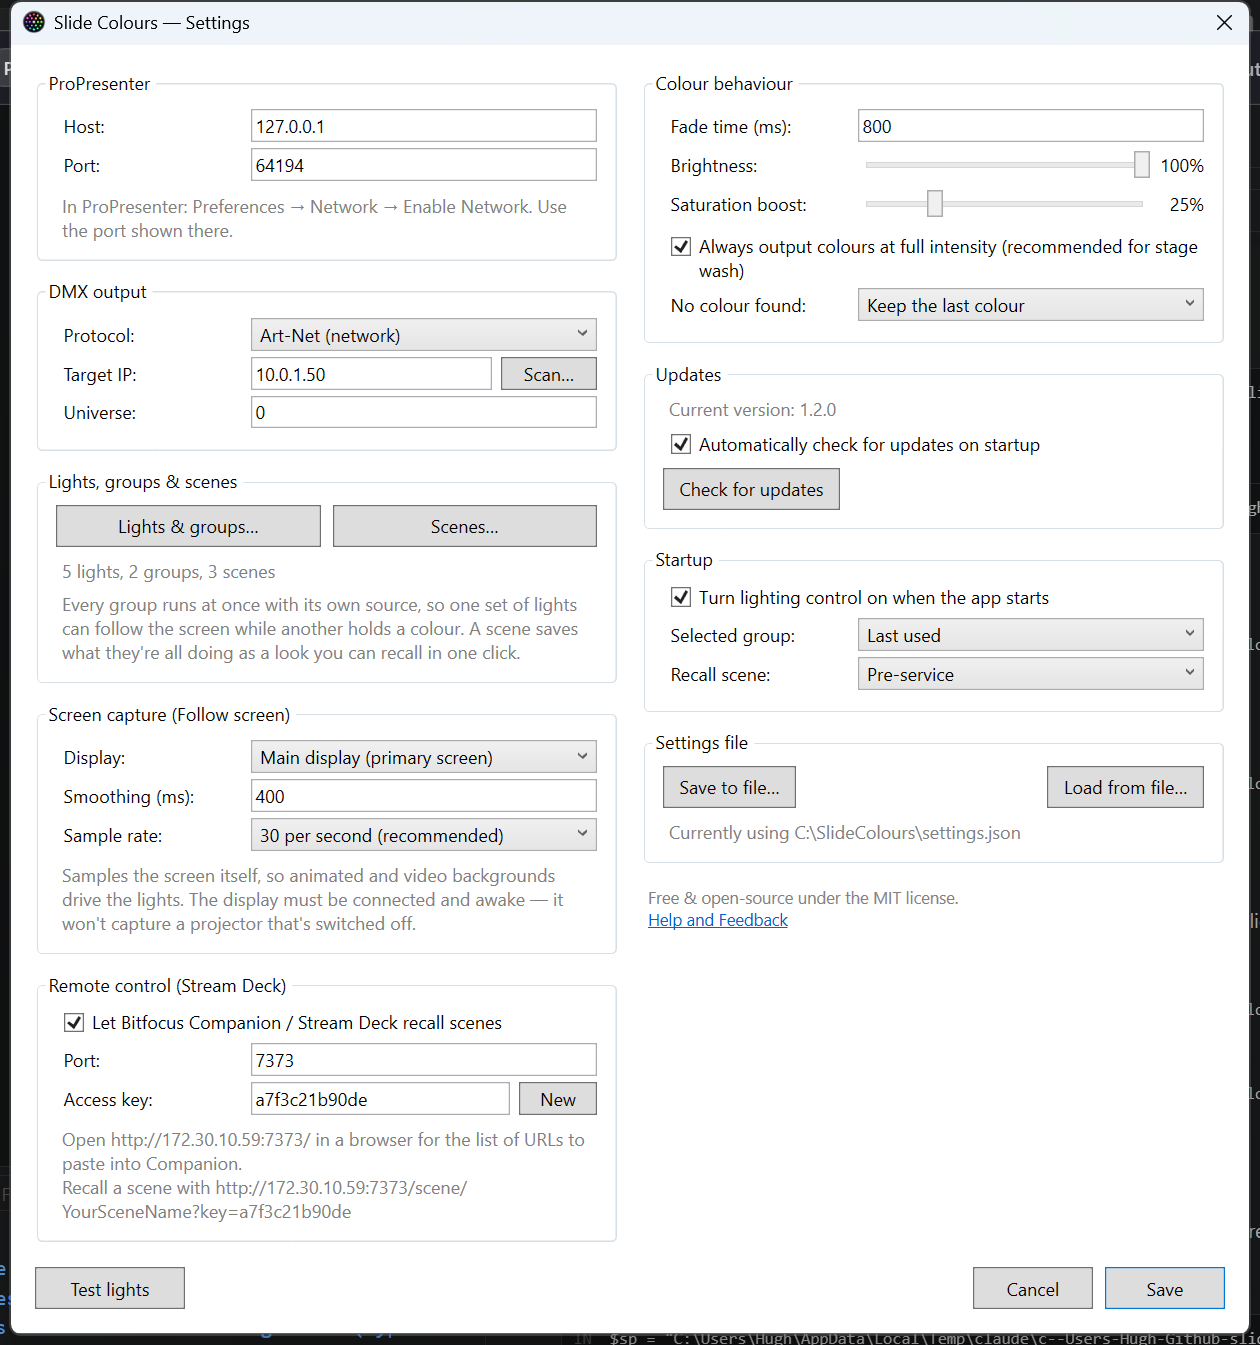 Slide Colours — Settings
ProPresenter
Host:
127.0.0.1
Port:
64194
In ProPresenter: Preferences → Network → Enable Network. Use
the port shown there.
DMX output
Protocol:
Art-Net (network)
Target IP:
10.0.1.50
Scan...
Universe:
0
Lights, groups & scenes
Lights & groups...
Scenes...
5 lights, 2 groups, 3 scenes
Every group runs at once with its own source, so one set of lights
can follow the screen while another holds a colour. A scene saves
what they're all doing as a look you can recall in one click.
Screen capture (Follow screen)
Display:
Main display (primary screen)
Smoothing (ms):
400
Sample rate:
30 per second (recommended)
Samples the screen itself, so animated and video backgrounds
drive the lights. The display must be connected and awake — it
won't capture a projector that's switched off.
Remote control (Stream Deck)
Let Bitfocus Companion / Stream Deck recall scenes
Port:
7373
Access key:
a7f3c21b90de
New
Open http://172.30.10.59:7373/ in a browser for the list of URLs to
paste into Companion.
Recall a scene with http://172.30.10.59:7373/scene/
YourSceneName?key=a7f3c21b90de
Colour behaviour
Fade time (ms):
800
Brightness:
100%
Saturation boost:
25%
Always output colours at full intensity (recommended for stage
wash)
No colour found:
Keep the last colour
Updates
Current version: 1.2.0
Automatically check for updates on startup
Check for updates
Startup
Turn lighting control on when the app starts
Selected group:
Last used
Recall scene:
Pre-service
Settings file
Save to file...
Load from file...
Currently using C:\SlideColours\settings.json
Free & open-source under the MIT license.
Help and Feedback
Test lights
Cancel
Save
IN $sp = "C:\Users\Hugh\AppData\Local\Temp\claude\c--Users-Hugh-Github-slid